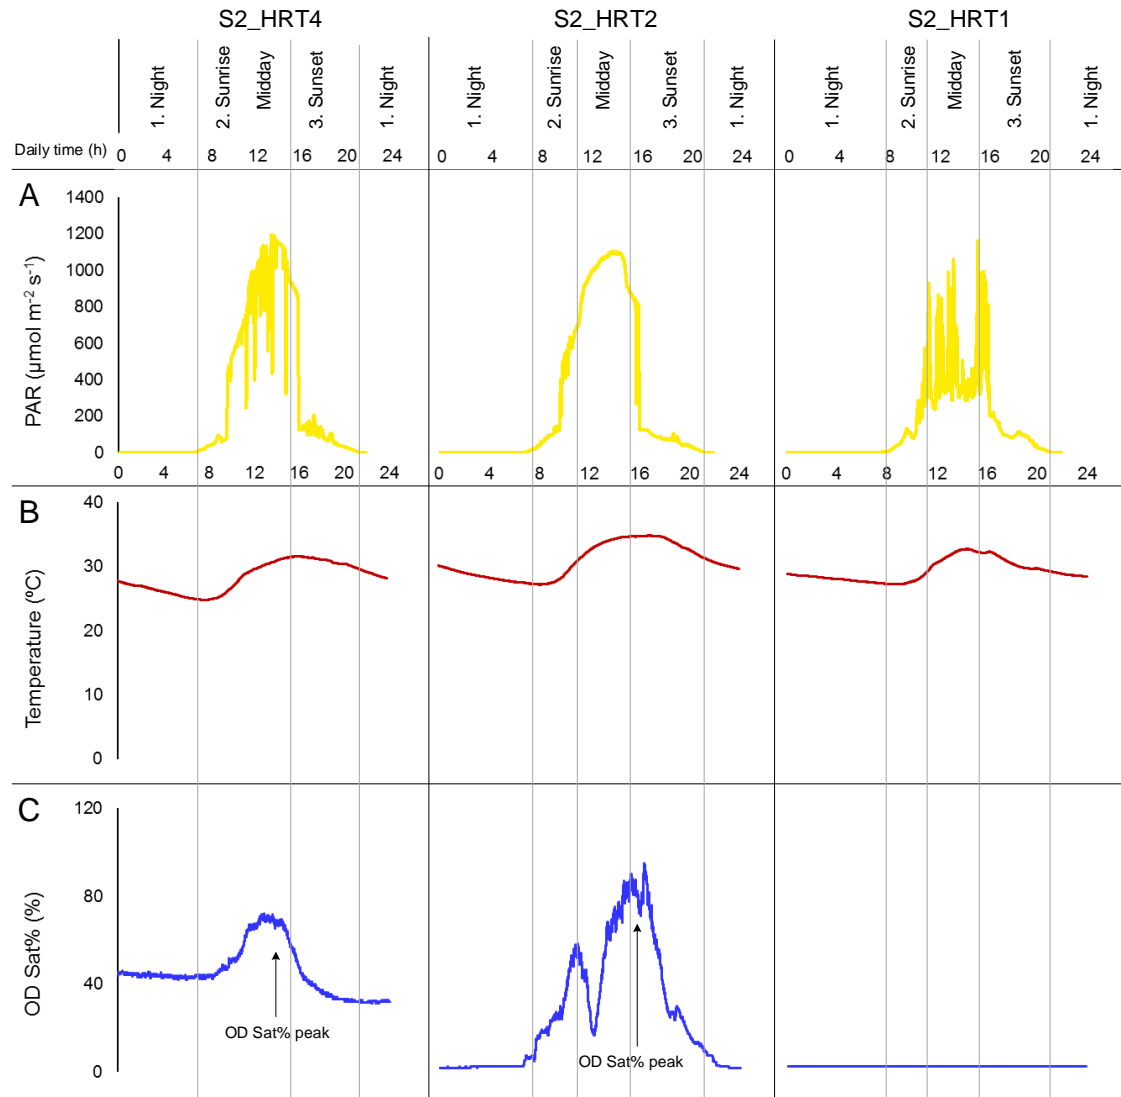 S2_HRT4 S2_HRT2 S2_HRT1
1. Night 2. Sunrise Midday 3. Sunset 1. Night 1. Night 2. Sunrise Midday 3. Sunset 1. Night 1. Night 2. Sunrise Midday 3. Sunset 1. Night
Daily time (h) 0 4 8 12 16 20 24 0 4 8 12 16 20 24 0 4 8 12 16 20 24
A
PAR (µmol m⁻² s⁻¹)
1400
1200
1000
800
600
400
200
0
0 4 8 12 16 20 24 0 4 8 12 16 20 24 0 4 8 12 16 20 24
B
Temperature (ºC)
40
30
20
10
0
C
OD Sat% (%)
120
80
40
0
OD Sat% peak
OD Sat% peak